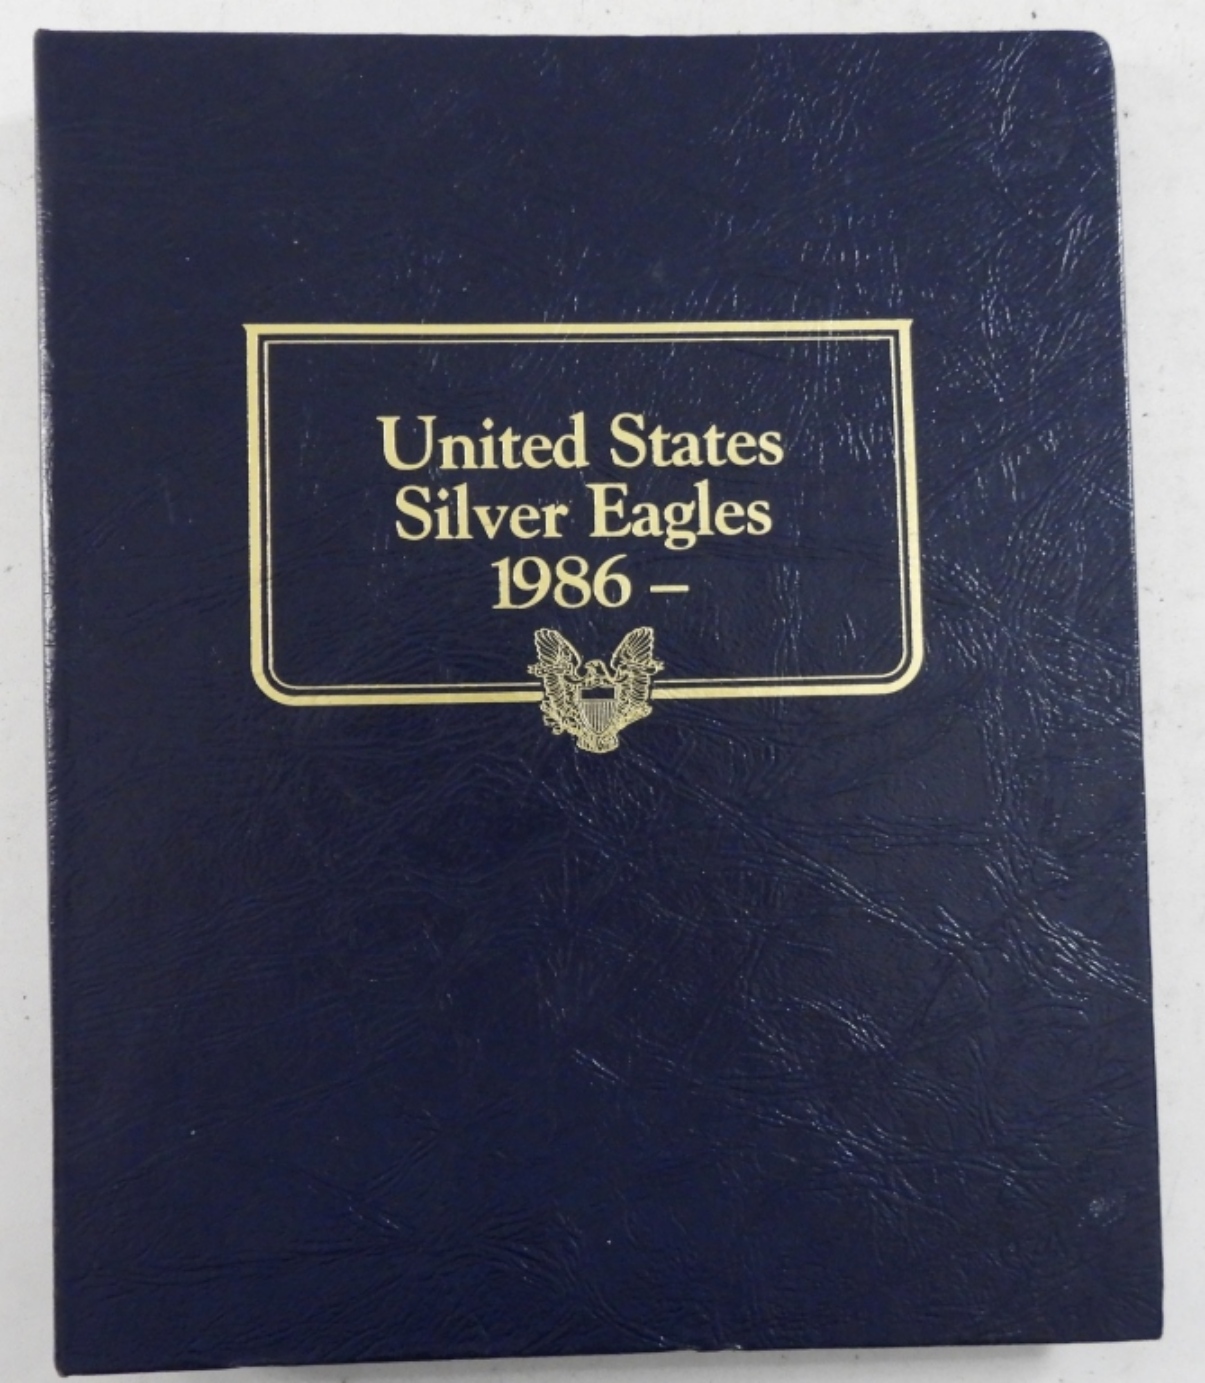 United States
Silver Eagles
1986 –